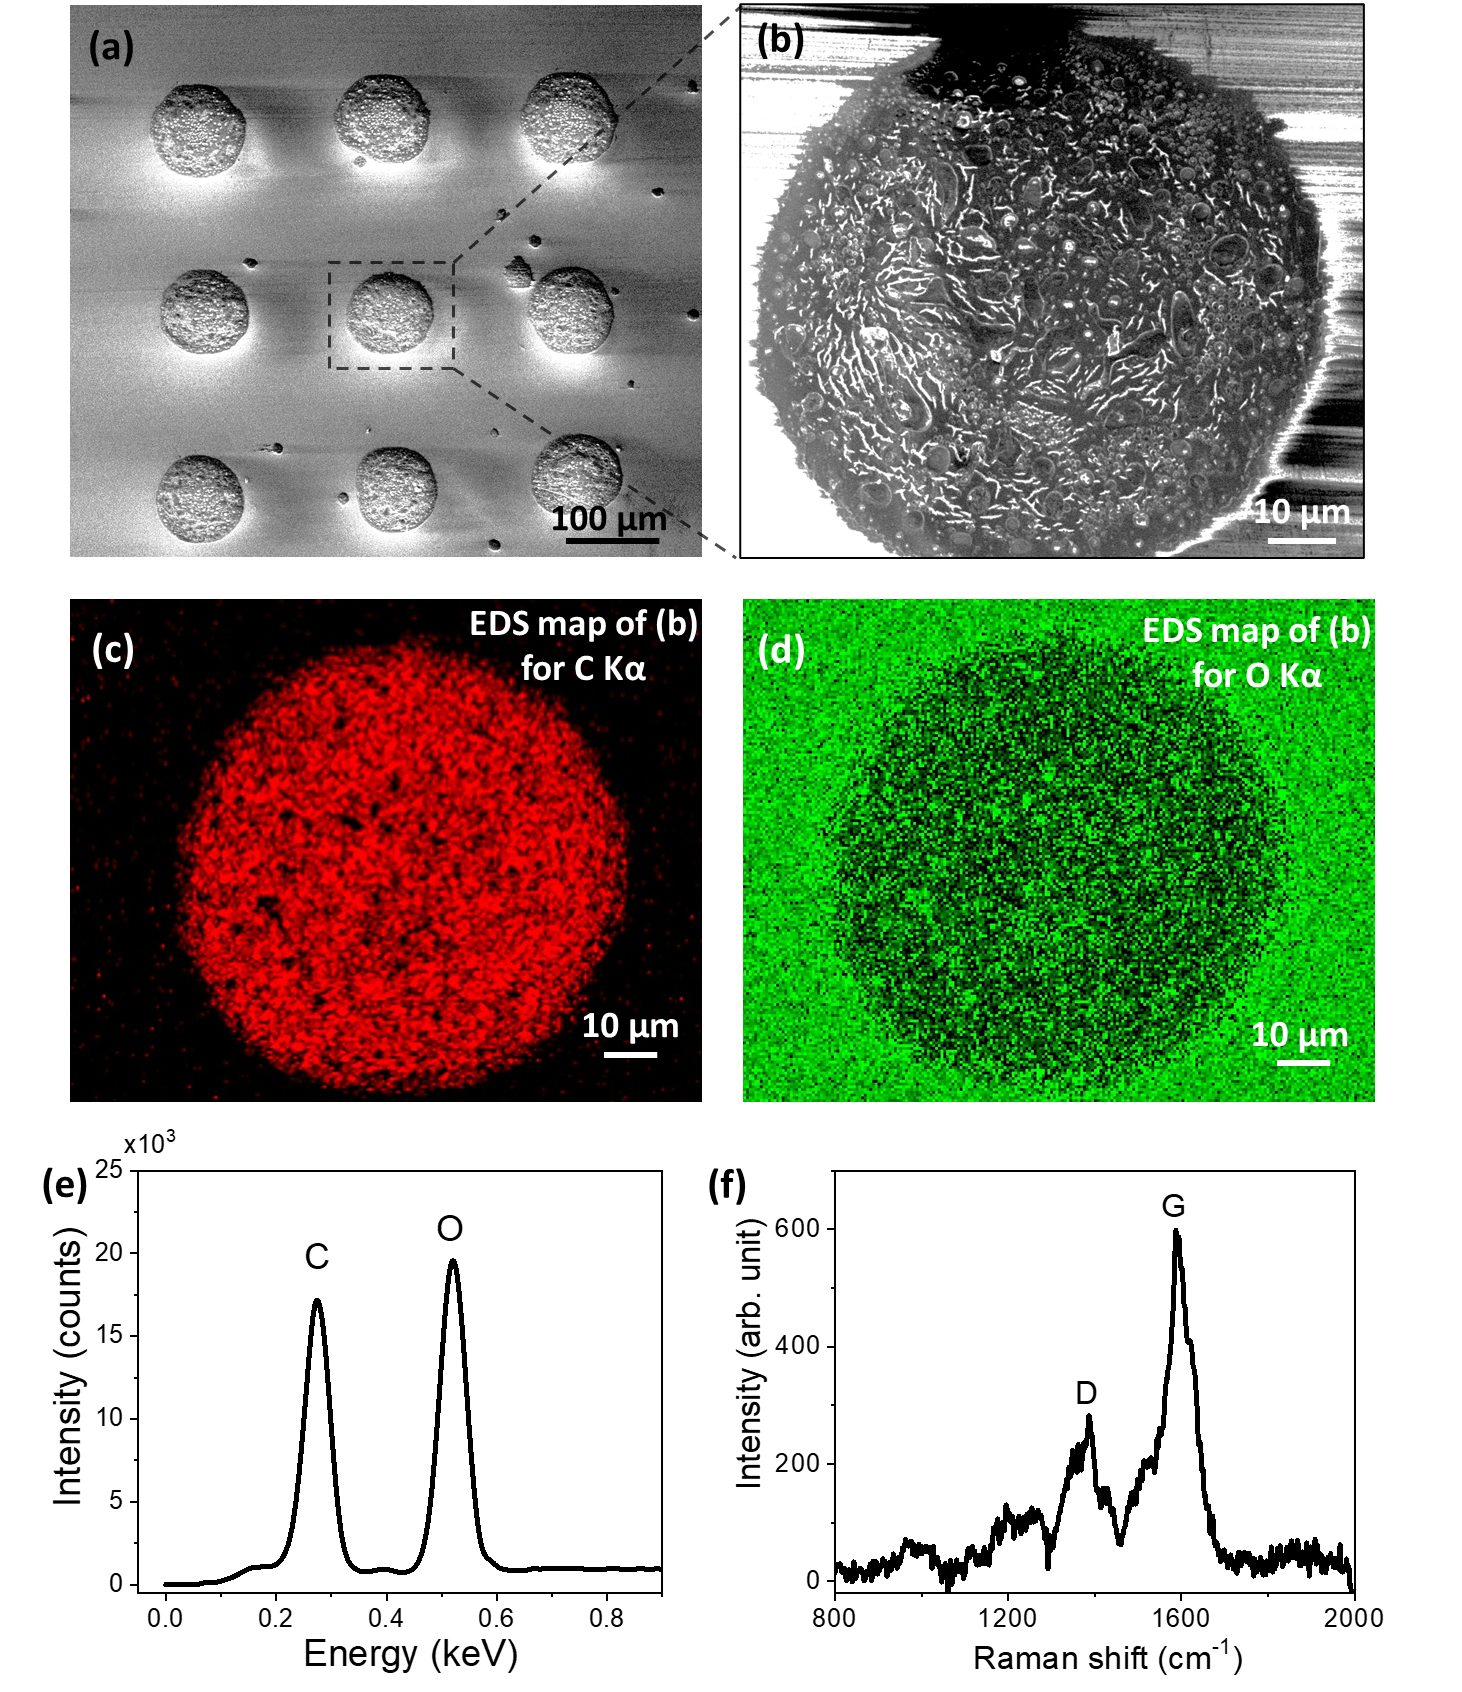 (a)
100 μm
(b)
10 μm
(c)
EDS map of (b)
for C Kα
10 μm
(d)
EDS map of (b)
for O Kα
10 μm
(e)
x10³
25
20
15
10
5
0
Intensity (counts)
C
O
0.0 0.2 0.4 0.6 0.8
Energy (keV)
(f)
600
400
200
0
Intensity (arb. unit)
D
G
800 1200 1600 2000
Raman shift (cm⁻¹)